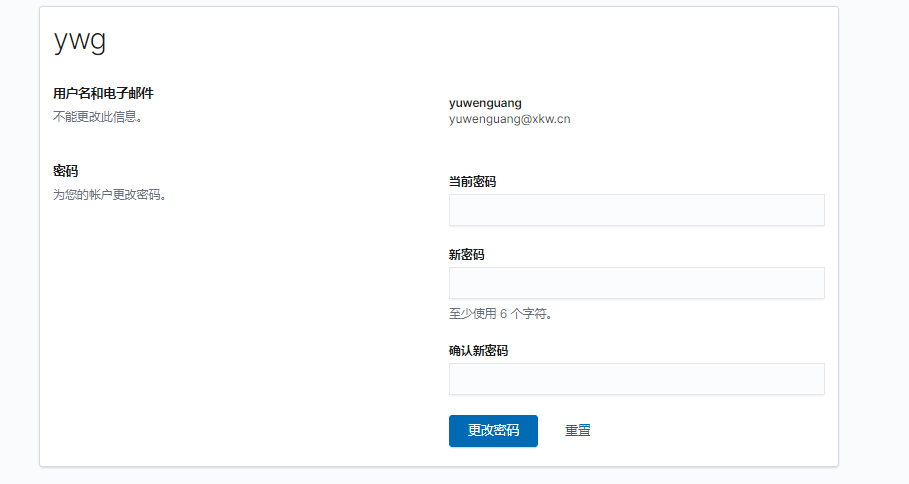 ywg
用户名和电子邮件
不能更改此信息。
yuwenguang
yuwenguang@xkw.cn
密码
为您的帐户更改密码。
当前密码
新密码
至少使用 6 个字符。
确认新密码
更改密码
重置